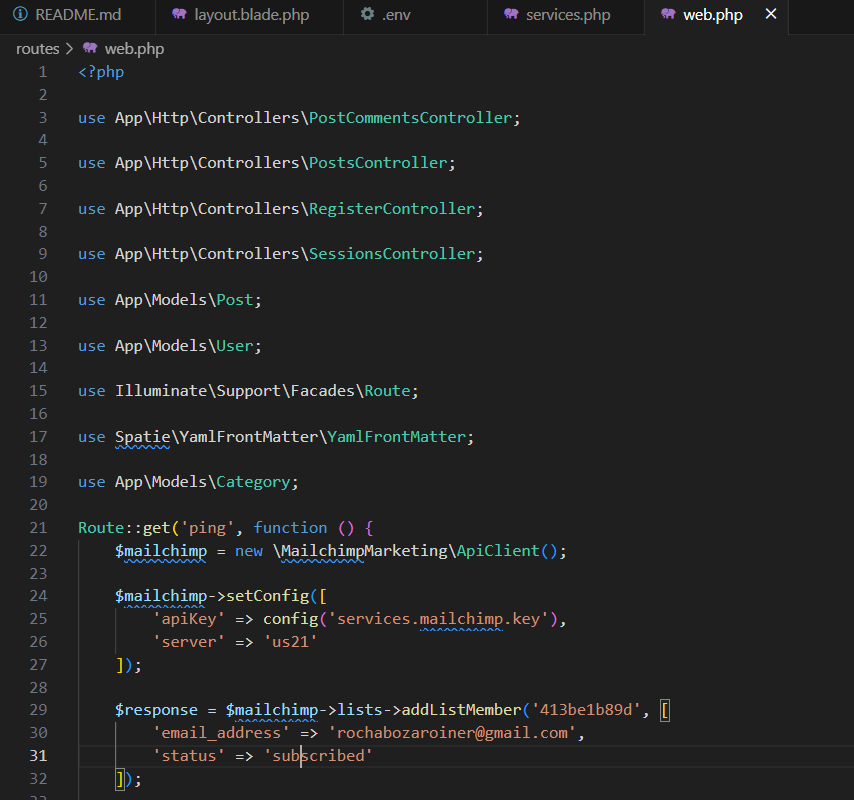 README.md layout.blade.php .env services.php web.php
routes > web.php
1 <?php
2
3 use App\Http\Controllers\PostCommentsController;
4
5 use App\Http\Controllers\PostsController;
6
7 use App\Http\Controllers\RegisterController;
8
9 use App\Http\Controllers\SessionsController;
10
11 use App\Models\Post;
12
13 use App\Models\User;
14
15 use Illuminate\Support\Facades\Route;
16
17 use Spatie\YamlFrontMatter\YamlFrontMatter;
18
19 use App\Models\Category;
20
21 Route::get('ping', function () {
22     $mailchimp = new \MailchimpMarketing\ApiClient();
23
24     $mailchimp->setConfig([
25         'apiKey' => config('services.mailchimp.key'),
26         'server' => 'us21'
27     ]);
28
29     $response = $mailchimp->lists->addListMember('413be1b89d', [
30         'email_address' => 'rochabozaroiner@gmail.com',
31         'status' => 'subscribed'
32     ]);